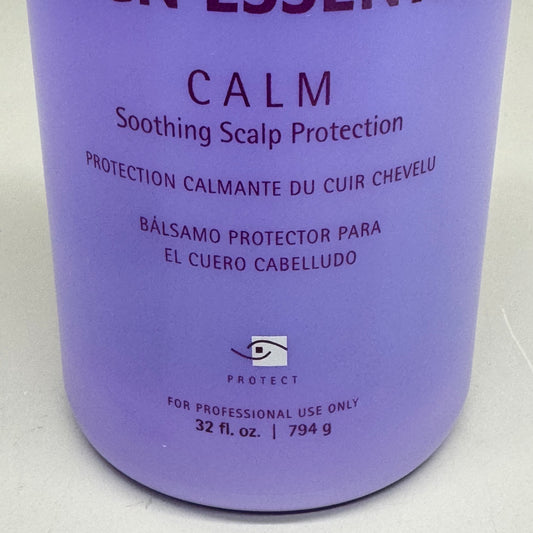 CALM
Soothing Scalp Protection
PROTECTION CALMANTE DU CUIR CHEVELU
BÁLSAMO PROTECTOR PARA
EL CUERO CABELLUDO
PROTECT
FOR PROFESSIONAL USE ONLY
32 fl. oz. | 794 g